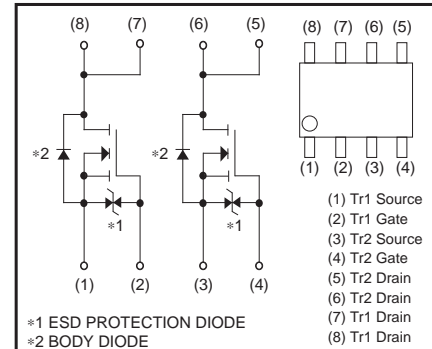 (8) (7) (6) (5)
(8) (7) (6) (5)
∗2 ∗2
∗1 ∗1
(1) (2) (3) (4)
(1) (2) (3) (4)
(1) Tr1 Source
(2) Tr1 Gate
(3) Tr2 Source
(4) Tr2 Gate
(5) Tr2 Drain
(6) Tr2 Drain
(7) Tr1 Drain
(8) Tr1 Drain
∗1 ESD PROTECTION DIODE
∗2 BODY DIODE